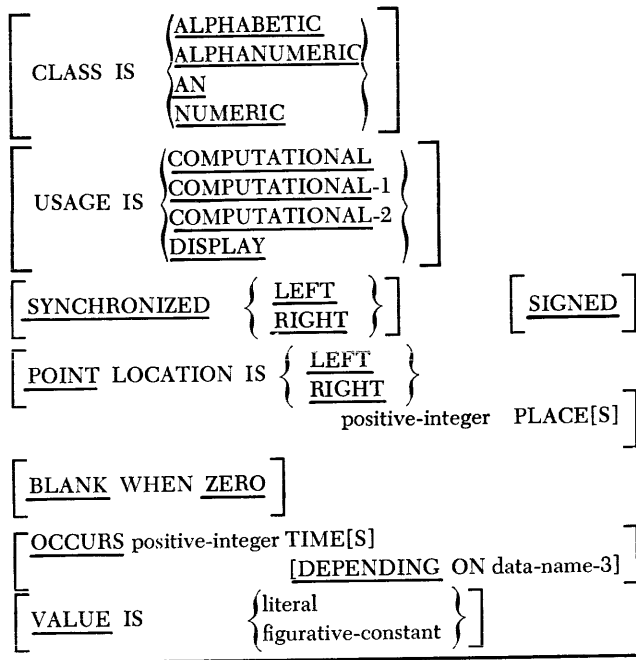 ALPHABETIC
ALPHANUMERIC
CLASS IS
AN
NUMERIC
COMPUTATIONAL
COMPUTATIONAL-1
USAGE IS
COMPUTATIONAL-2
DISPLAY
SYNCHRONIZED { LEFT
RIGHT } ] [ SIGNED ]
[ POINT LOCATION IS { LEFT
RIGHT }
positive-integer PLACE[S] ]
[ BLANK WHEN ZERO ]
[ OCCURS positive-integer TIME[S]
[DEPENDING ON data-name-3] ]
[ VALUE IS { literal
figurative-constant } ]